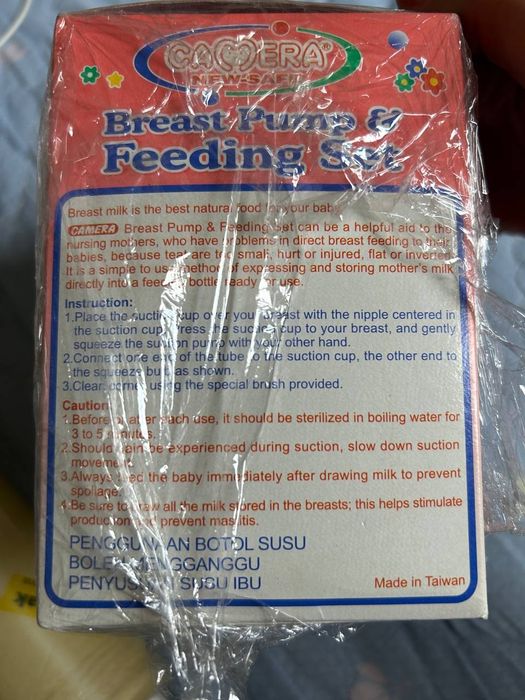 CAMERA®
NEW-SAFE
Breast Pump &
Feeding Set
Breast milk is the best natural food for your baby.
CAMERA Breast Pump & Feeding Set can be a helpful aid to the
nursing mothers, who have problems in direct breast feeding to their
babies, because teat are too small, hurt or injured, flat or inverted.
It is a simple to use method of expressing and storing mother's milk
directly into a feeding bottle ready for use.
Instruction:
1.Place the suction cup over your breast with the nipple centered in
the suction cup. Press the suction cup to your breast, and gently
squeeze the suction pump with your other hand.
2.Connect one end of the tube to the suction cup, the other end to
the squeeze bulb as shown.
3.Clean corner using the special brush provided.
Caution:
1.Before or after each use, it should be sterilized in boiling water for
3 to 5 minutes.
2.Should pain be experienced during suction, slow down suction
movement.
3.Always feed the baby immediately after drawing milk to prevent
spoilage.
4.Be sure to draw all the milk stored in the breasts; this helps stimulate
production and prevent mastitis.
PENGGUNAAN BOTOL SUSU
BOLEH MENGGANGGU
PENYUSUAN SUSU IBU
Made in Taiwan